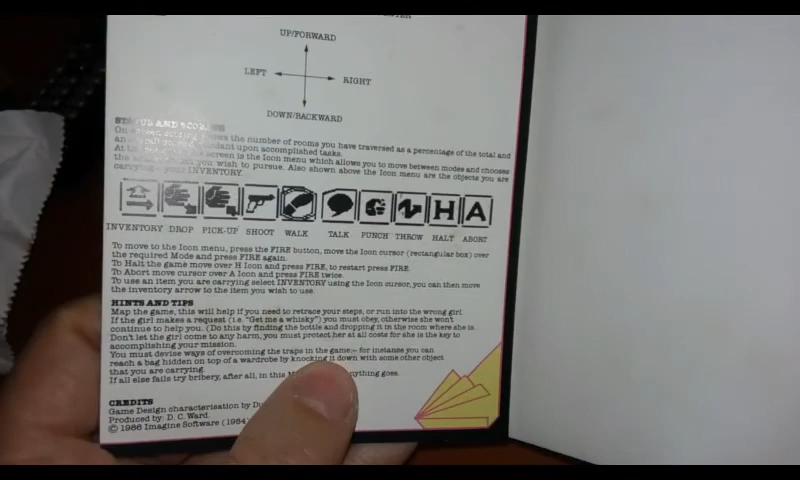 UP/FORWARD
LEFT
RIGHT
DOWN/BACKWARD
STATUS AND SCORING
On screen the number of rooms you have traversed as a percentage of the total and
an upon accomplished tasks.
At the screen is the Icon menu which allows you to move between modes and chooses
the you wish to pursue. Also shown above the Icon menu are the objects you are
carrying - your INVENTORY.
H A
INVENTORY DROP PICK-UP SHOOT WALK TALK PUNCH THROW HALT ABORT
To move to the Icon menu, press the FIRE button, move the Icon cursor (rectangular box) over
the required Mode and press FIRE again.
To Halt the game move over H Icon and press FIRE, to restart press FIRE.
To Abort move cursor over A Icon and press FIRE twice.
To use an item you are carrying select INVENTORY using the Icon cursor, you can then move
the inventory arrow to the item you wish to use.
HINTS AND TIPS
Map the game, this will help if you need to retrace your steps, or run into the wrong girl.
If the girl makes a request (i.e. "Get me a whisky") you must obey, otherwise she won't
continue to help you. (Do this by finding the bottle and dropping it in the room where she is.
Don't let the girl come to any harm, you must protect her at all costs for she is the key to
accomplishing your mission.
You must devise ways of overcoming the traps in the game:– for instance you can
reach a bag hidden on top of a wardrobe by knocking it down with some other object
that you are carrying.
If all else fails try bribery, after all, in this anything goes.
CREDITS
Game Design characterisation by
Produced by: D. C. Ward.
© 1986 Imagine Software (1984)